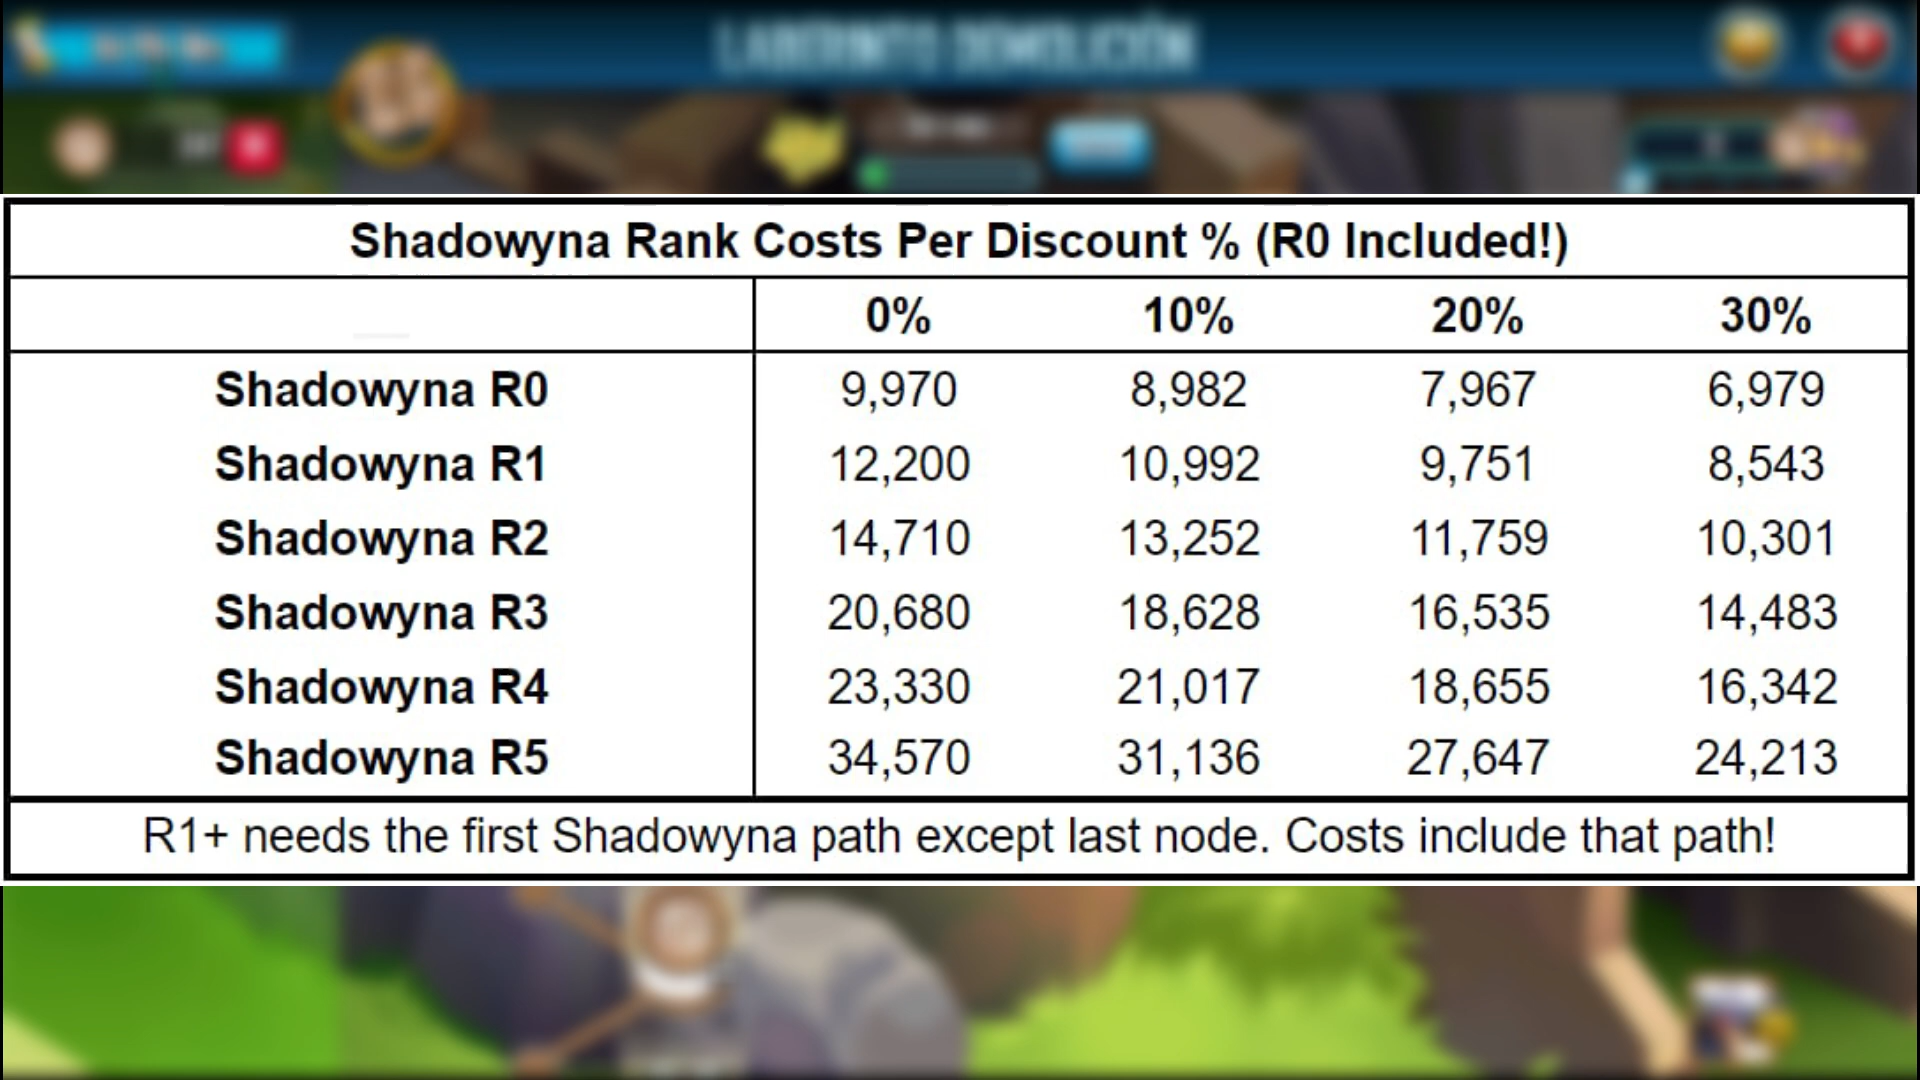 LABERINTO DEMOLICIÓN
Shadowyna Rank Costs Per Discount % (R0 Included!)
0% 10% 20% 30%
Shadowyna R0 9,970 8,982 7,967 6,979
Shadowyna R1 12,200 10,992 9,751 8,543
Shadowyna R2 14,710 13,252 11,759 10,301
Shadowyna R3 20,680 18,628 16,535 14,483
Shadowyna R4 23,330 21,017 18,655 16,342
Shadowyna R5 34,570 31,136 27,647 24,213
R1+ needs the first Shadowyna path except last node. Costs include that path!